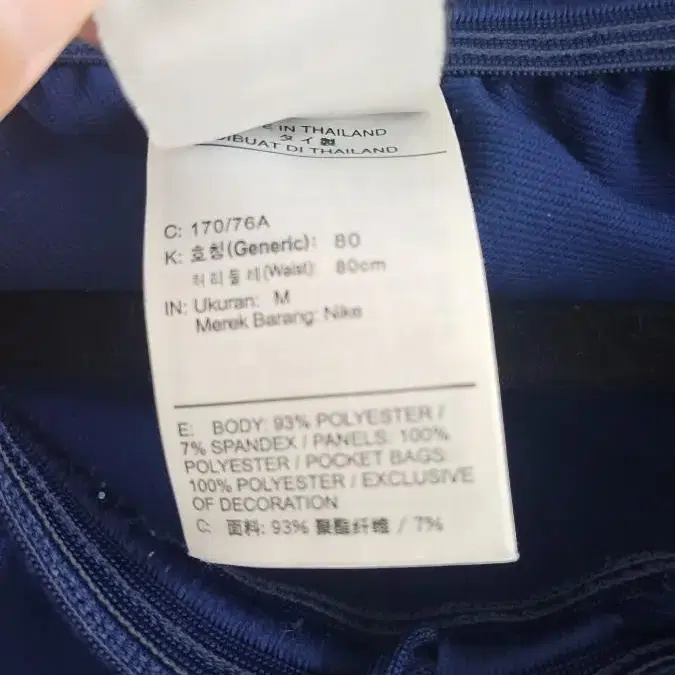 E IN THAILAND
タイ製
IBUAT DI THAILAND
C: 170/76A
K: 호칭(Generic): 80
허리둘레(Waist): 80cm
IN: Ukuran: M
Merek Barang: Nike
E: BODY: 93% POLYESTER /
7% SPANDEX / PANELS: 100%
POLYESTER / POCKET BAGS:
100% POLYESTER / EXCLUSIVE
OF DECORATION
C: 面料: 93% 聚酯纤维 / 7%